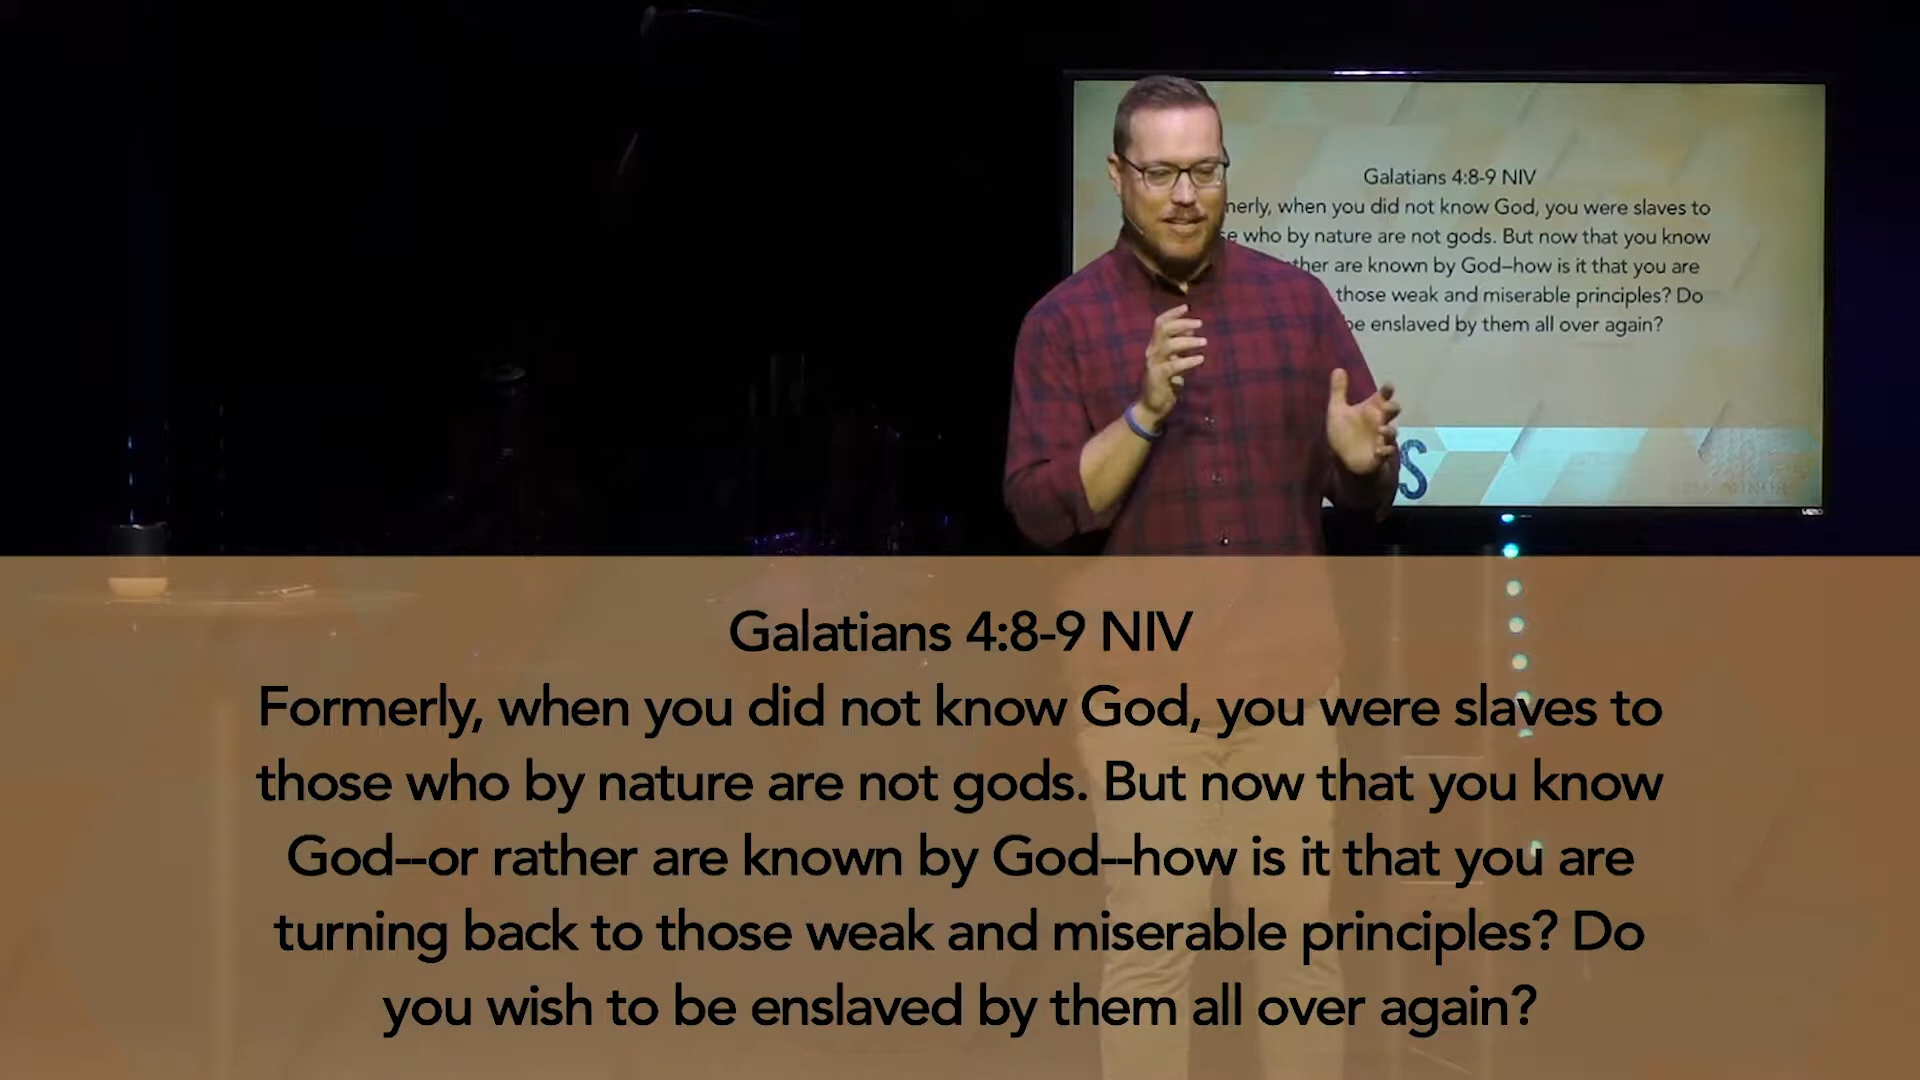 Galatians 4:8-9 NIV
merly, when you did not know God, you were slaves to
se who by nature are not gods. But now that you know
ther are known by God–how is it that you are
those weak and miserable principles? Do
be enslaved by them all over again?
S
VIZIO
Galatians 4:8-9 NIV
Formerly, when you did not know God, you were slaves to
those who by nature are not gods. But now that you know
God--or rather are known by God--how is it that you are
turning back to those weak and miserable principles? Do
you wish to be enslaved by them all over again?